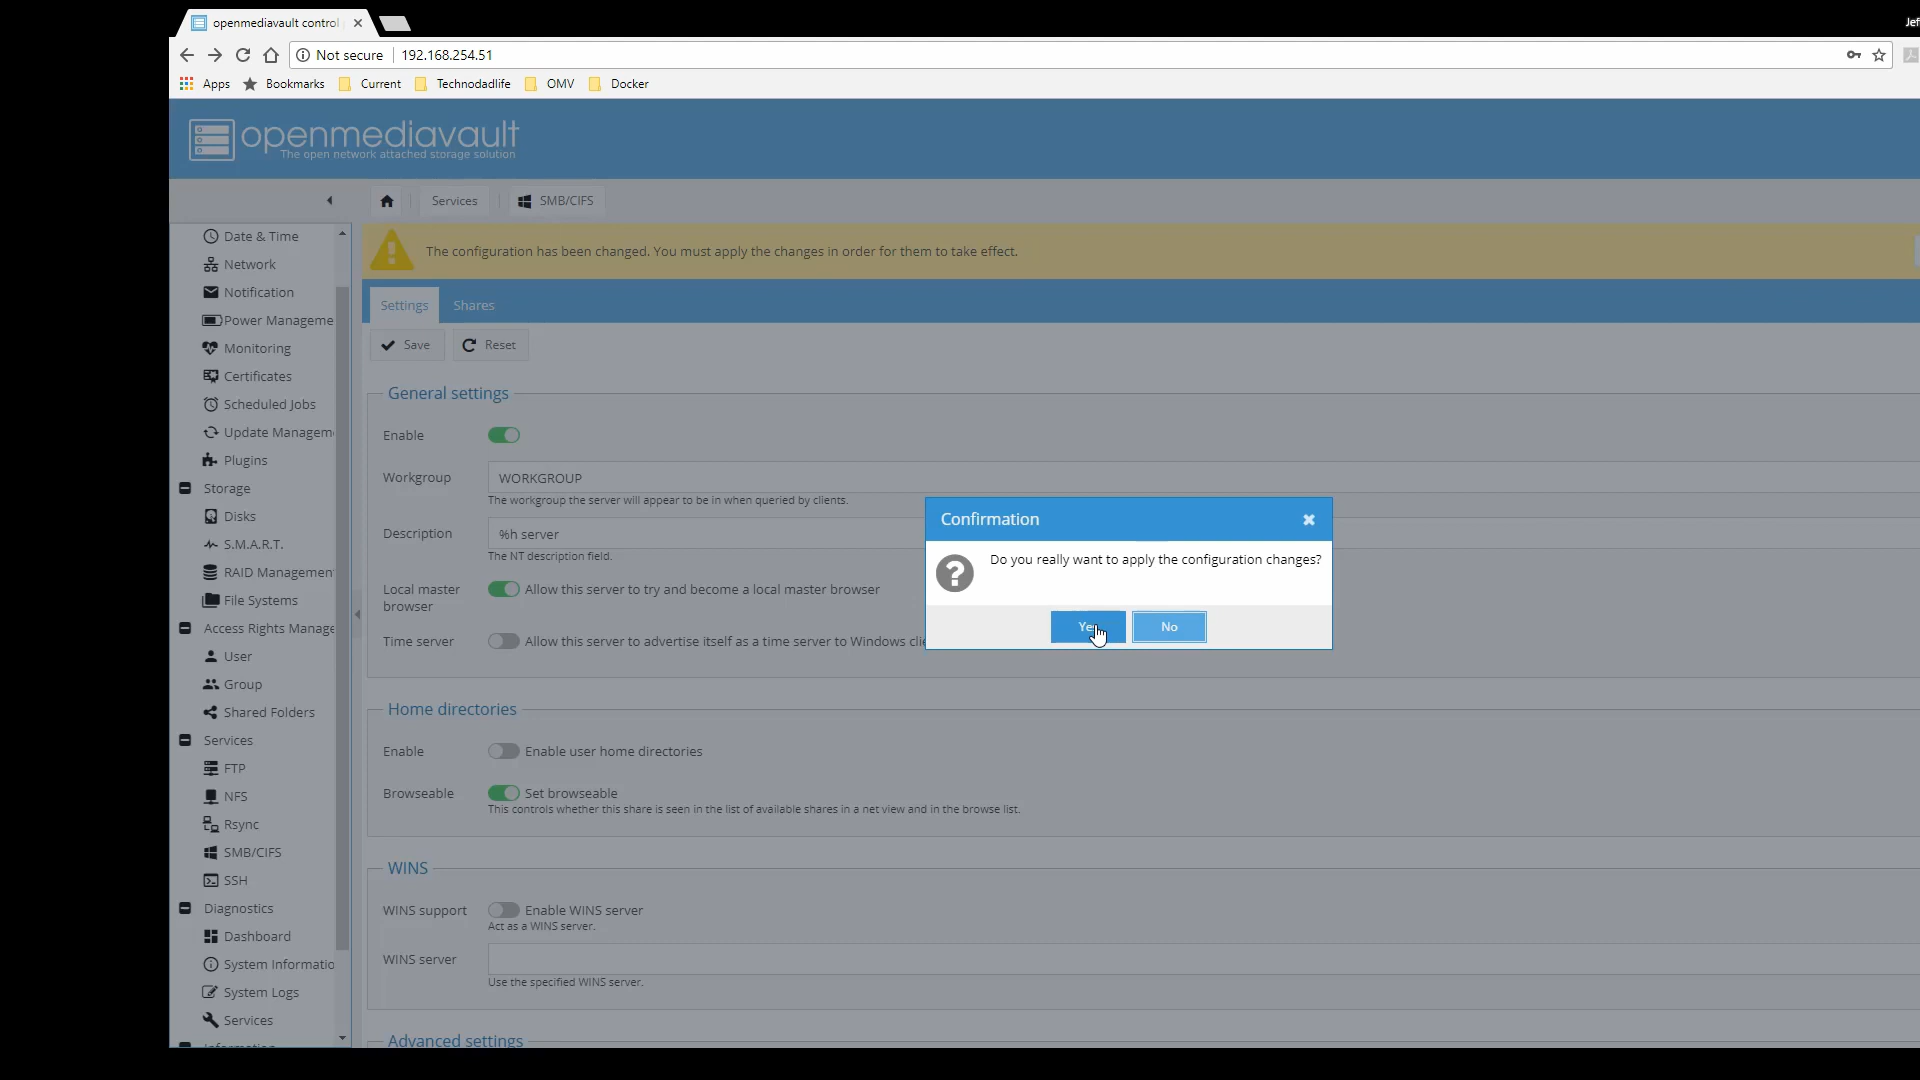 openmediavault control
Jef
Not secure
192.168.254.51
Apps
Bookmarks
Current
Technodadlife
OMV
Docker
openmediavault
The open network attached storage solution
Services
SMB/CIFS
Date & Time
Network
Notification
Power Manageme
Monitoring
Certificates
Scheduled Jobs
Update Managem
Plugins
Storage
Disks
S.M.A.R.T.
RAID Managemen
File Systems
Access Rights Manage
User
Group
Shared Folders
Services
FTP
NFS
Rsync
SMB/CIFS
SSH
Diagnostics
Dashboard
System Informatio
System Logs
Services
The configuration has been changed. You must apply the changes in order for them to take effect.
Settings
Shares
Save
Reset
General settings
Enable
Workgroup
WORKGROUP
The workgroup the server will appear to be in when queried by clients.
Description
%h server
The NT description field.
Local master
browser
Allow this server to try and become a local master browser
Time server
Allow this server to advertise itself as a time server to Windows clie
Home directories
Enable
Enable user home directories
Browseable
Set browseable
This controls whether this share is seen in the list of available shares in a net view and in the browse list.
WINS
WINS support
Enable WINS server
Act as a WINS server.
WINS server
Use the specified WINS server.
Advanced settings
Confirmation
Do you really want to apply the configuration changes?
Ye
No